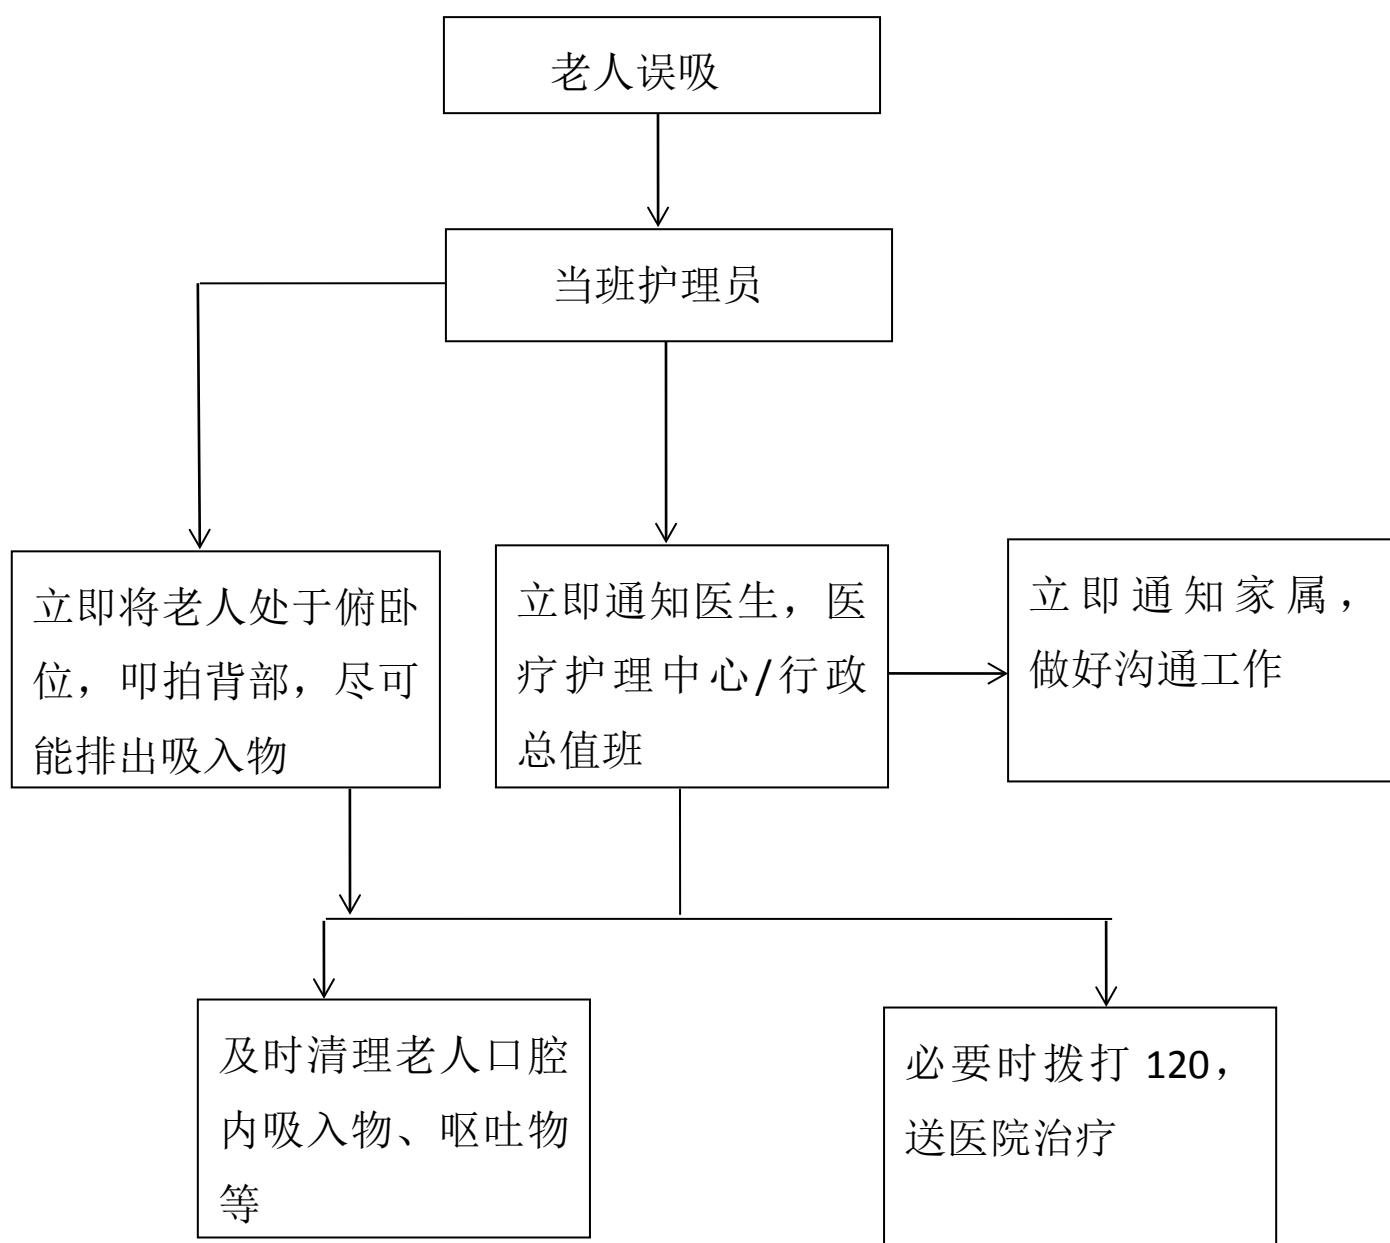 老人误吸
当班护理员
立即将老人处于俯卧
位，叩拍背部，尽可
能排出吸入物
立即通知医生，医
疗护理中心/行政
总值班
立即通知家属，
做好沟通工作
及时清理老人口腔
内吸入物、呕吐物
等
必要时拨打 120，
送医院治疗